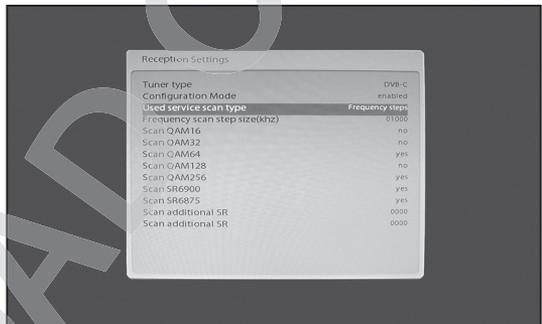 Reception Settings
Tuner type DVB-C
Configuration Mode enabled
Used service scan type Frequency steps
Frequency scan step size(khz) 01000
Scan QAM16 no
Scan QAM32 no
Scan QAM64 yes
Scan QAM128 no
Scan QAM256 yes
Scan SR6900 yes
Scan SR6875 yes
Scan additional SR 0000
Scan additional SR 0000